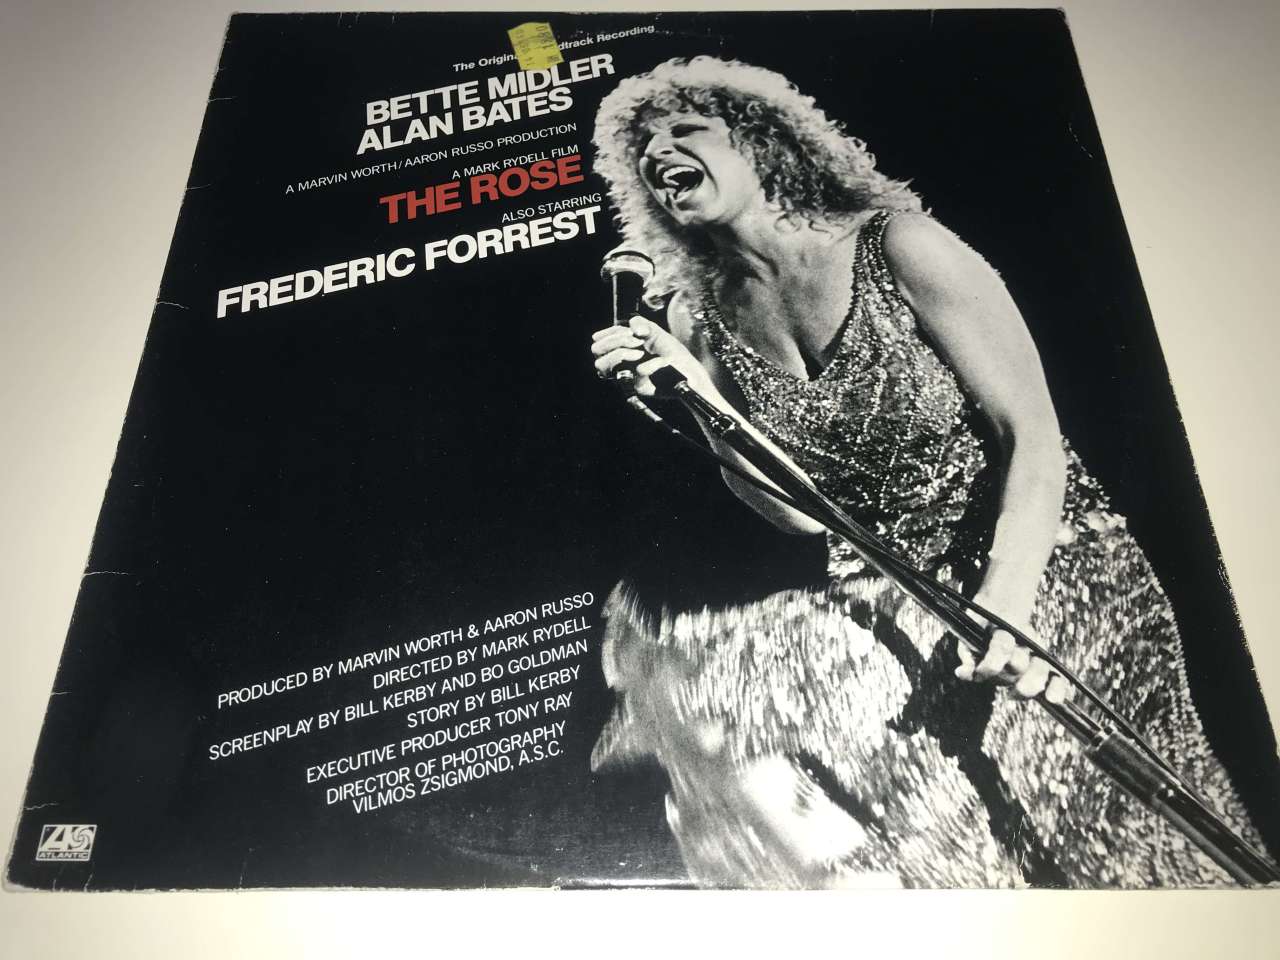 The Original Soundtrack Recording
BETTE MIDLER
ALAN BATES
A MARVIN WORTH/AARON RUSSO PRODUCTION
A MARK RYDELL FILM
THE ROSE
ALSO STARRING
FREDERIC FORREST
PRODUCED BY MARVIN WORTH & AARON RUSSO
DIRECTED BY MARK RYDELL
SCREENPLAY BY BILL KERBY AND BO GOLDMAN
STORY BY BILL KERBY
EXECUTIVE PRODUCER TONY RAY
DIRECTOR OF PHOTOGRAPHY
VILMOS ZSIGMOND, A.S.C.
ATLANTIC